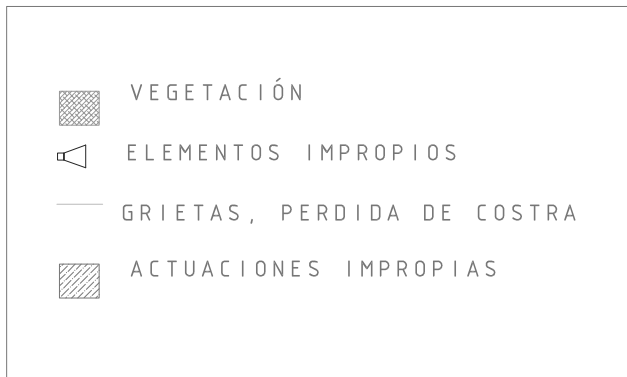 VEGETACIÓN
ELEMENTOS IMPROPIOS
GRIETAS, PERDIDA DE COSTRA
ACTUACIONES IMPROPIAS